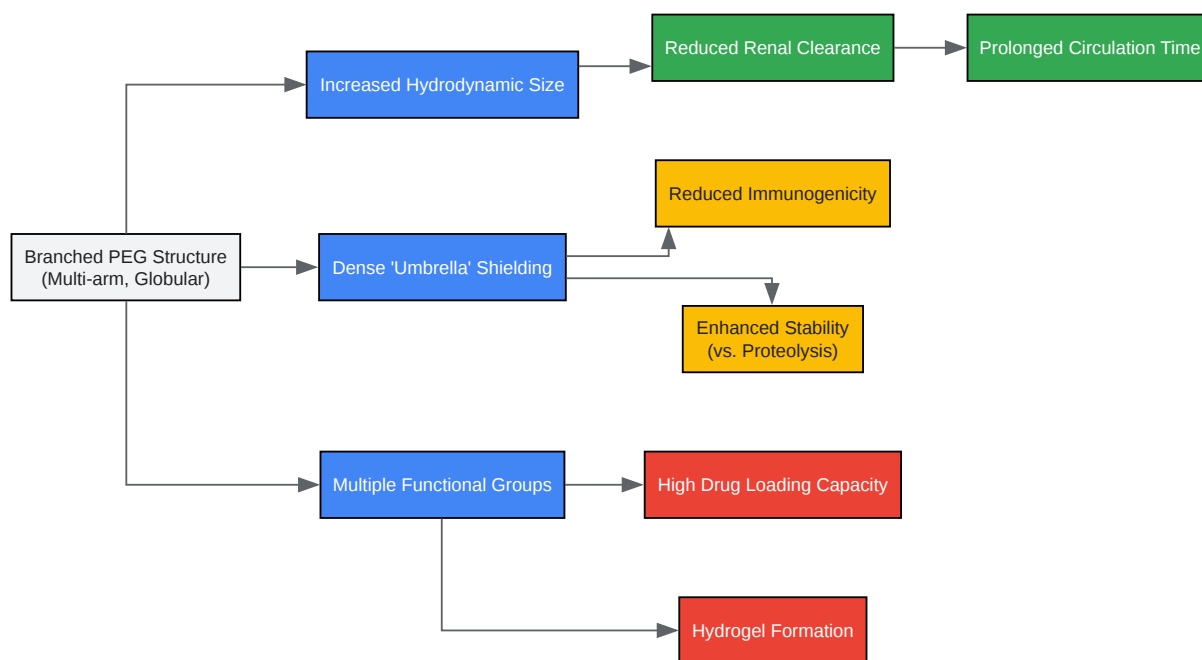 Reduced Renal Clearance
Prolonged Circulation Time
Increased Hydrodynamic Size
Reduced Immunogenicity
Branched PEG Structure
(Multi-arm, Globular)
Dense 'Umbrella' Shielding
Enhanced Stability
(vs. Proteolysis)
Multiple Functional Groups
High Drug Loading Capacity
Hydrogel Formation